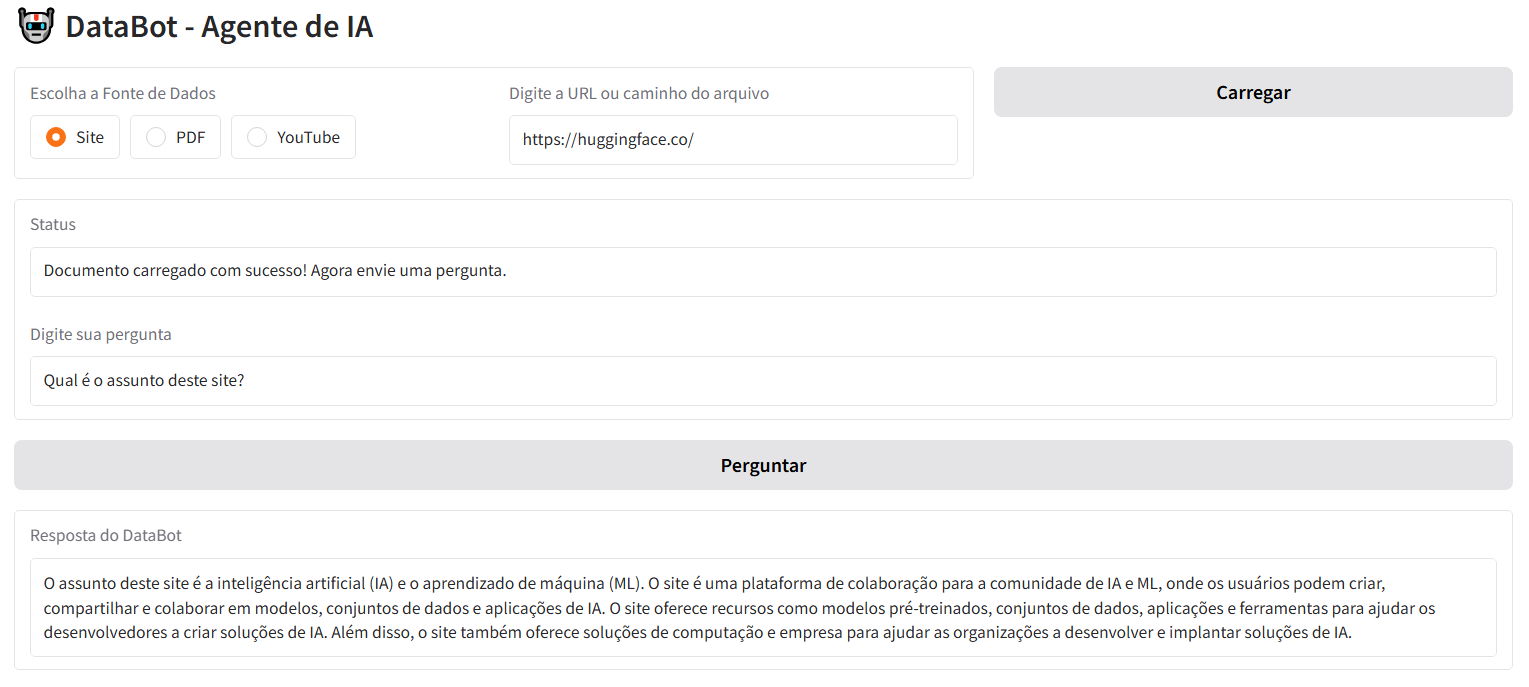 DataBot - Agente de IA
Escolha a Fonte de Dados
Site
PDF
YouTube
Digite a URL ou caminho do arquivo
https://huggingface.co/
Carregar
Status
Documento carregado com sucesso! Agora envie uma pergunta.
Digite sua pergunta
Qual é o assunto deste site?
Perguntar
Resposta do DataBot
O assunto deste site é a inteligência artificial (IA) e o aprendizado de máquina (ML). O site é uma plataforma de colaboração para a comunidade de IA e ML, onde os usuários podem criar,
compartilhar e colaborar em modelos, conjuntos de dados e aplicações de IA. O site oferece recursos como modelos pré-treinados, conjuntos de dados, aplicações e ferramentas para ajudar os
desenvolvedores a criar soluções de IA. Além disso, o site também oferece soluções de computação e empresa para ajudar as organizações a desenvolver e implantar soluções de IA.